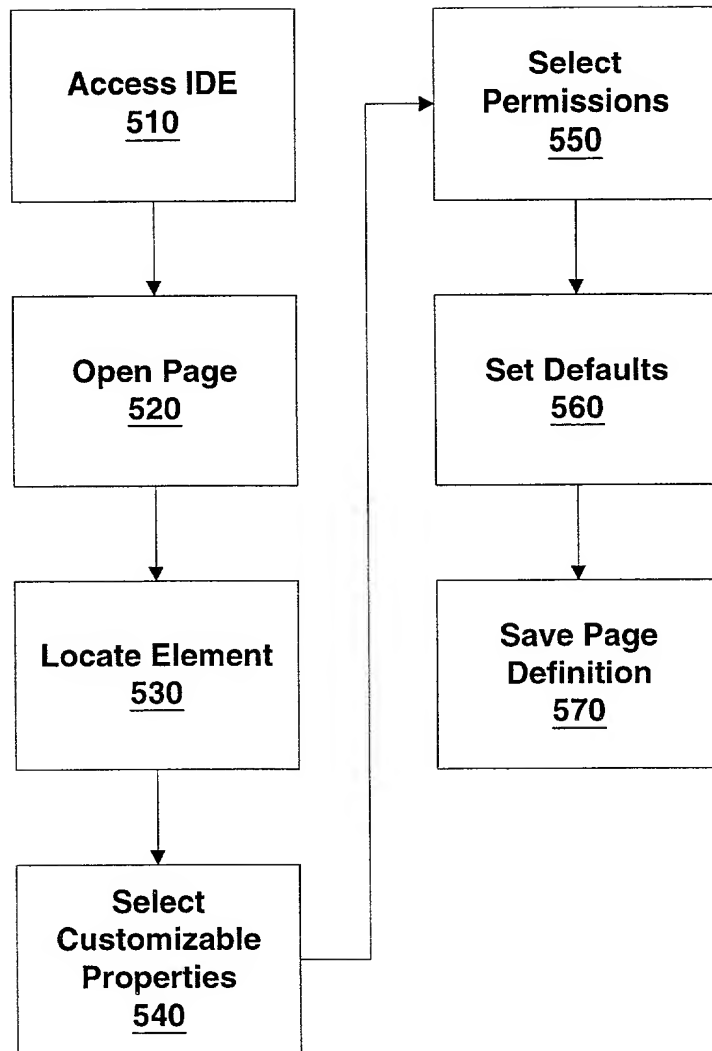 Access IDE
510
Open Page
520
Locate Element
530
Select
Customizable
Properties
540
Select
Permissions
550
Set Defaults
560
Save Page
Definition
570